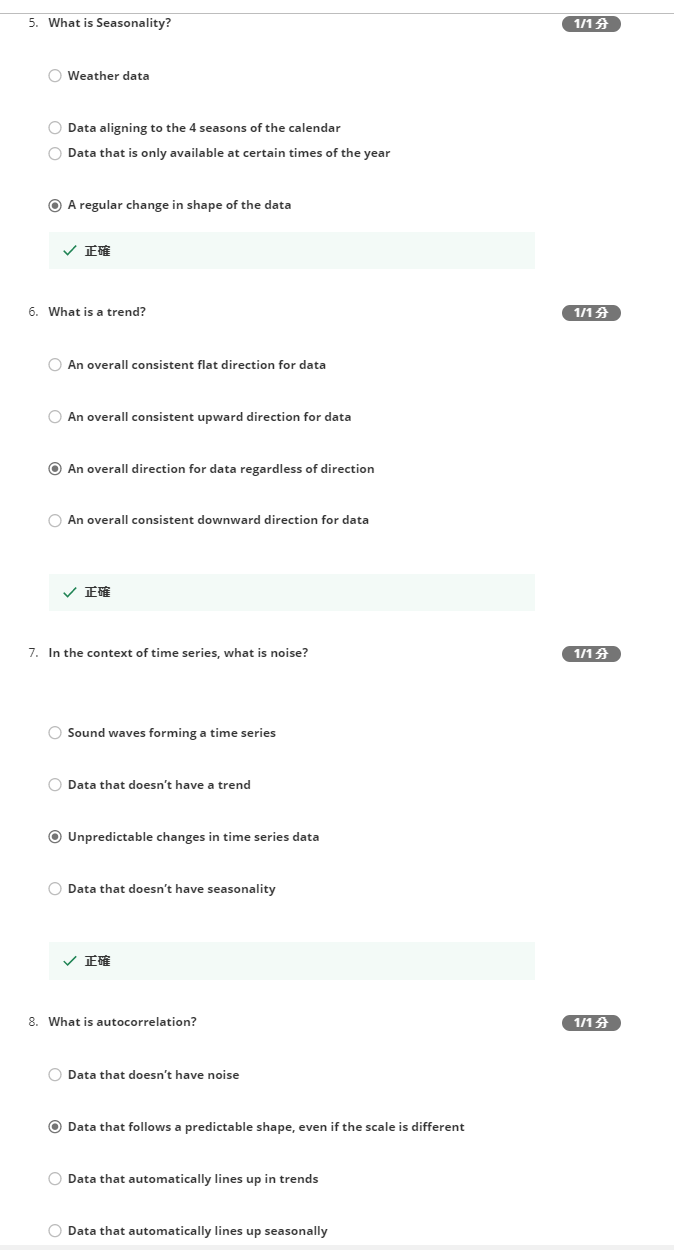 5. What is Seasonality?
1/1 分
Weather data
Data aligning to the 4 seasons of the calendar
Data that is only available at certain times of the year
A regular change in shape of the data
正確
6. What is a trend?
1/1 分
An overall consistent flat direction for data
An overall consistent upward direction for data
An overall direction for data regardless of direction
An overall consistent downward direction for data
正確
7. In the context of time series, what is noise?
1/1 分
Sound waves forming a time series
Data that doesn’t have a trend
Unpredictable changes in time series data
Data that doesn’t have seasonality
正確
8. What is autocorrelation?
1/1 分
Data that doesn’t have noise
Data that follows a predictable shape, even if the scale is different
Data that automatically lines up in trends
Data that automatically lines up seasonally